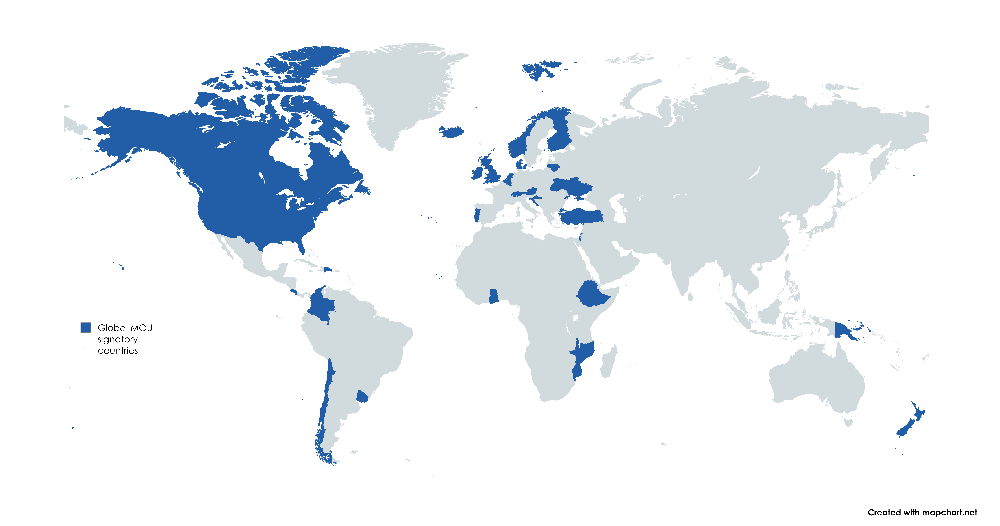 Global MOU
signatory
countries
Created with mapchart.net